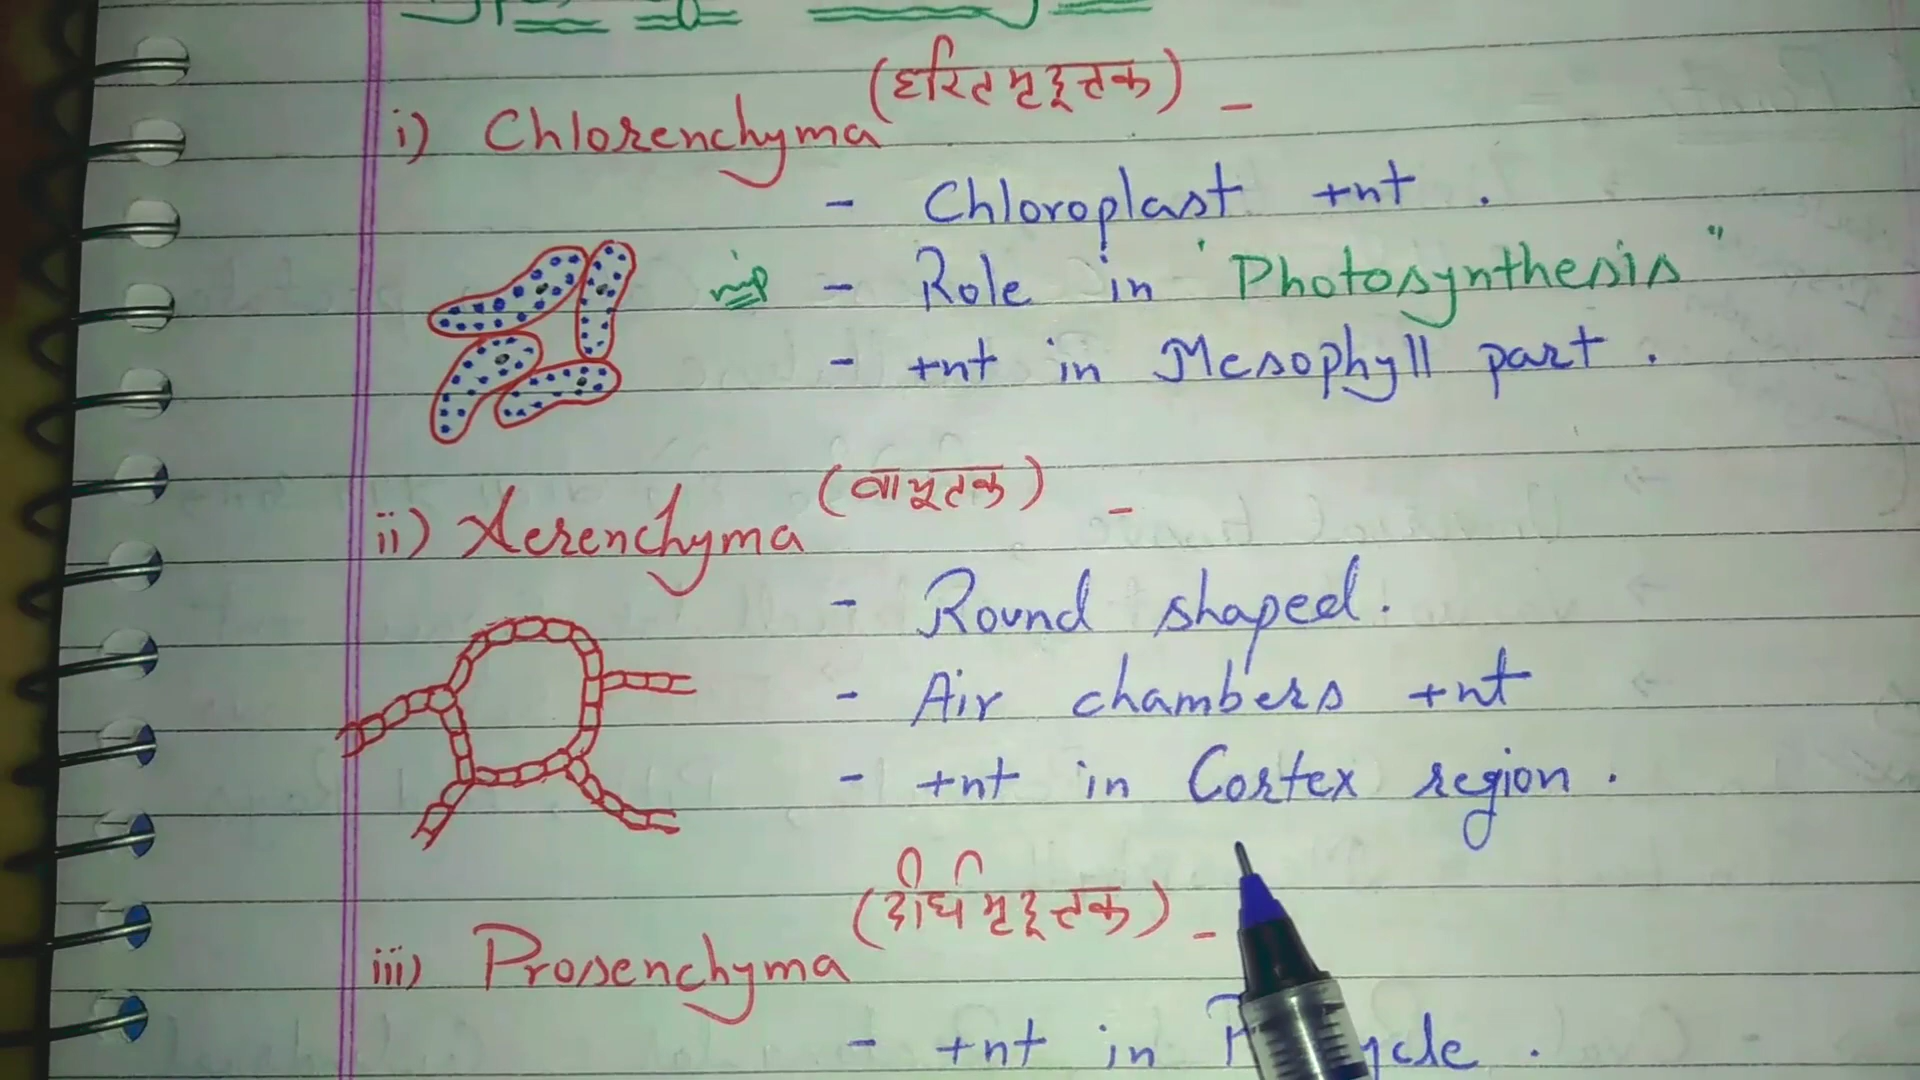 (हरित मृदूत्तक) -
i) Chlorenchyma
- Chloroplast +nt .
imp - Role in "Photosynthesis"
- +nt in Mesophyll part .
(वायूतक) -
ii) Aerenchyma
- Round shaped .
- Air chambers +nt
- +nt in Cortex region .
(दीर्घ मृदूत्तक) -
iii) Prosenchyma
- +nt in